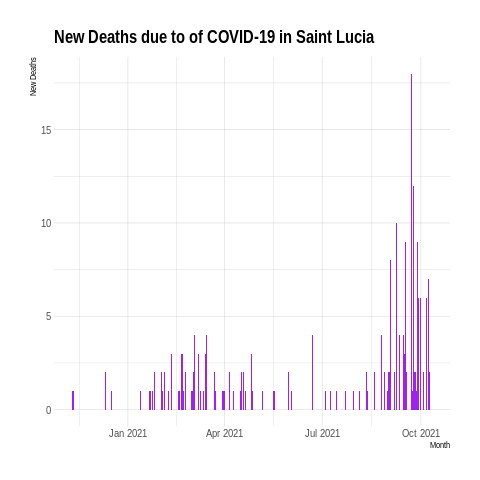 New Deaths due to of COVID-19 in Saint Lucia
New Deaths
15
10
5
0
Jan 2021 Apr 2021 Jul 2021 Oct 2021
Month